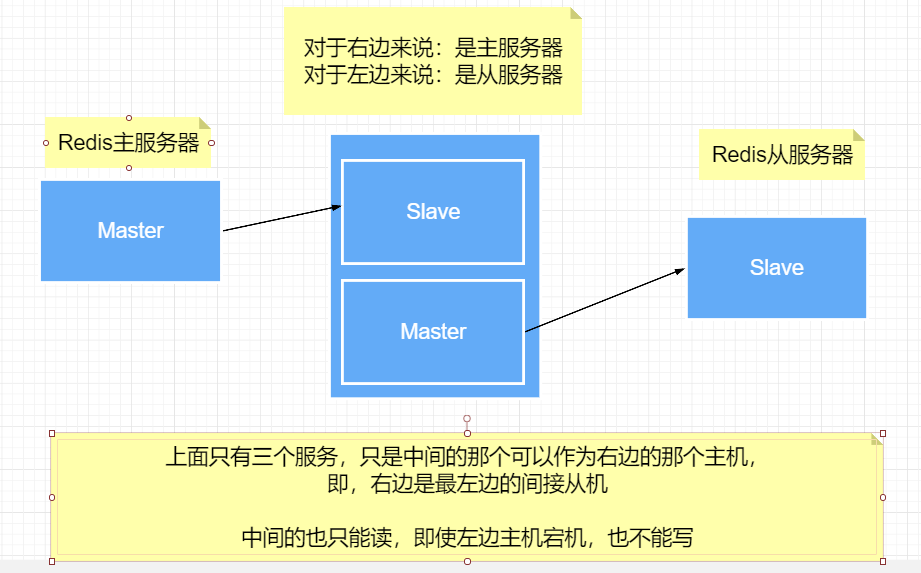 对于右边来说：是主服务器
对于左边来说：是从服务器
Redis主服务器
Redis从服务器
Master
Slave
Master
Slave
上面只有三个服务，只是中间的那个可以作为右边的那个主机，
即，右边是最左边的间接从机
中间的也只能读，即使左边主机宕机，也不能写